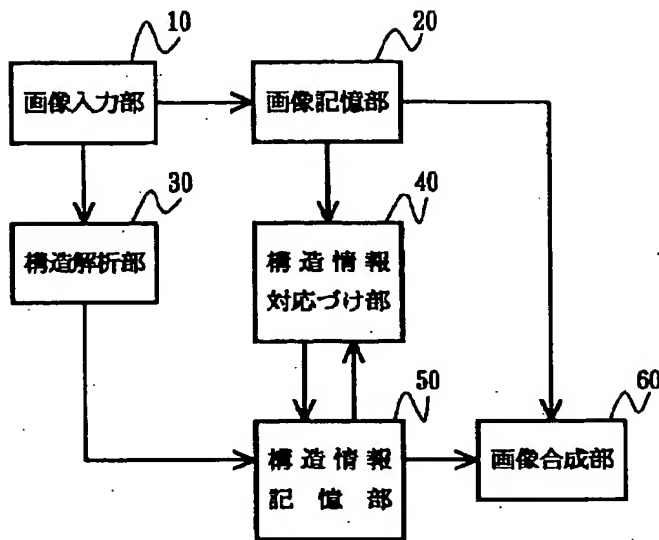 10
画像入力部
20
画像記憶部
30
構造解析部
40
構造情報
対応づけ部
50
構造情報
記憶部
60
画像合成部